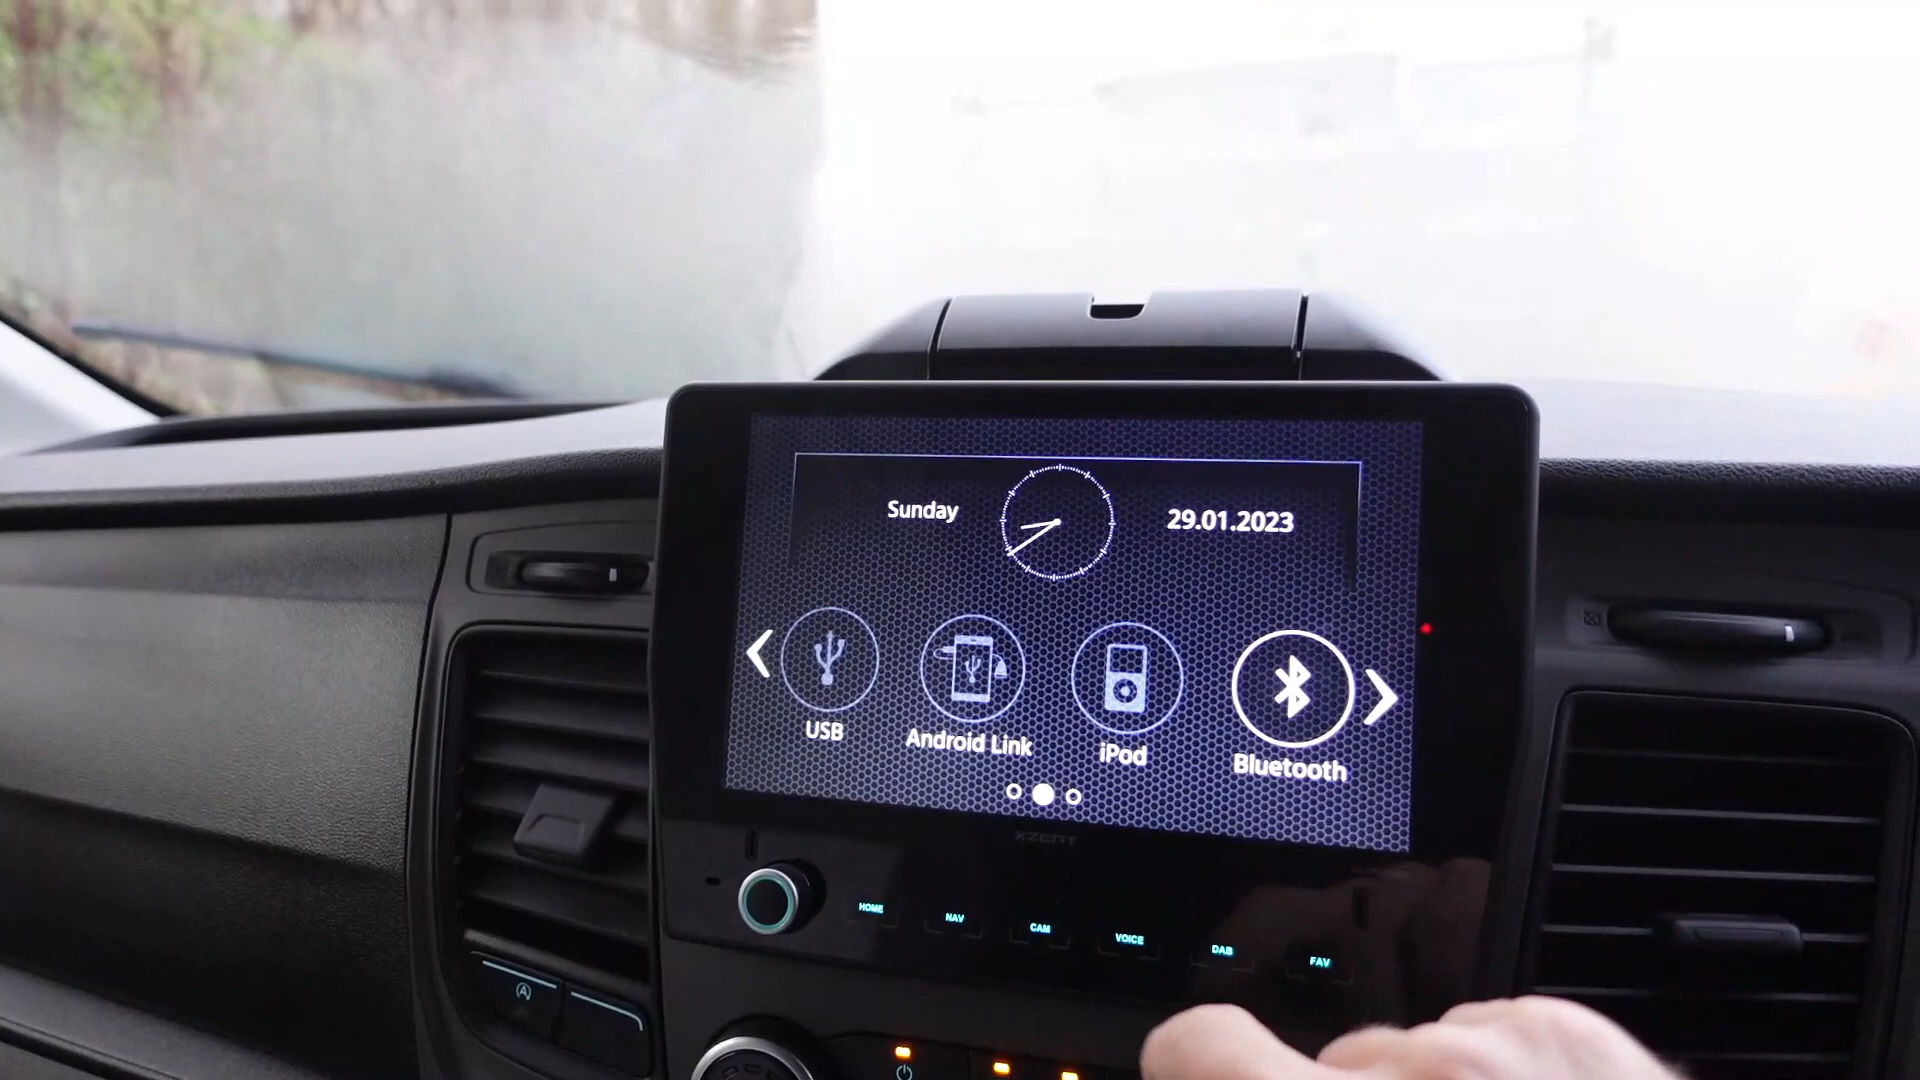 Sunday
29.01.2023
USB
Android Link
iPod
Bluetooth
XZENT
HOME
NAV
CAM
VOICE
DAB
FAV